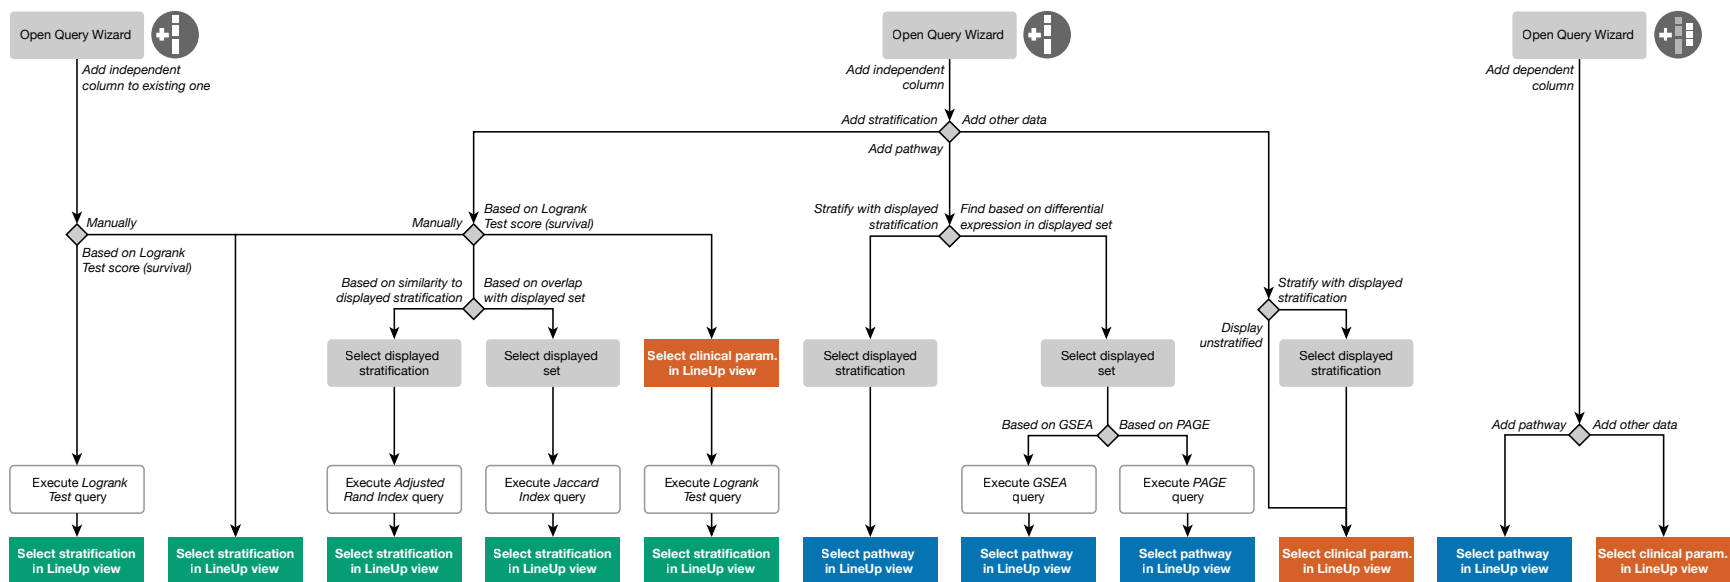 Open Query Wizard
Open Query Wizard
Open Query Wizard
Add independent
column to existing one
Add independent
column
Add dependent
column
Add stratification
Add other data
Add pathway
Manually
Based on Logrank
Test score (survival)
Manually
Based on Logrank
Test score (survival)
Stratify with displayed
stratification
Find based on differential
expression in displayed set
Based on similarity to
displayed stratification
Based on overlap
with displayed set
Stratify with displayed
stratification
Display
unstratified
Select displayed
stratification
Select displayed
set
Select clinical param.
in LineUp view
Select displayed
stratification
Select displayed
set
Select displayed
stratification
Based on GSEA
Based on PAGE
Add pathway
Add other data
Execute Logrank
Test query
Execute Adjusted
Rand Index query
Execute Jaccard
Index query
Execute Logrank
Test query
Execute GSEA
query
Execute PAGE
query
Select stratification
in LineUp view
Select stratification
in LineUp view
Select stratification
in LineUp view
Select stratification
in LineUp view
Select stratification
in LineUp view
Select pathway
in LineUp view
Select pathway
in LineUp view
Select pathway
in LineUp view
Select clinical param.
in LineUp view
Select pathway
in LineUp view
Select clinical param.
in LineUp view